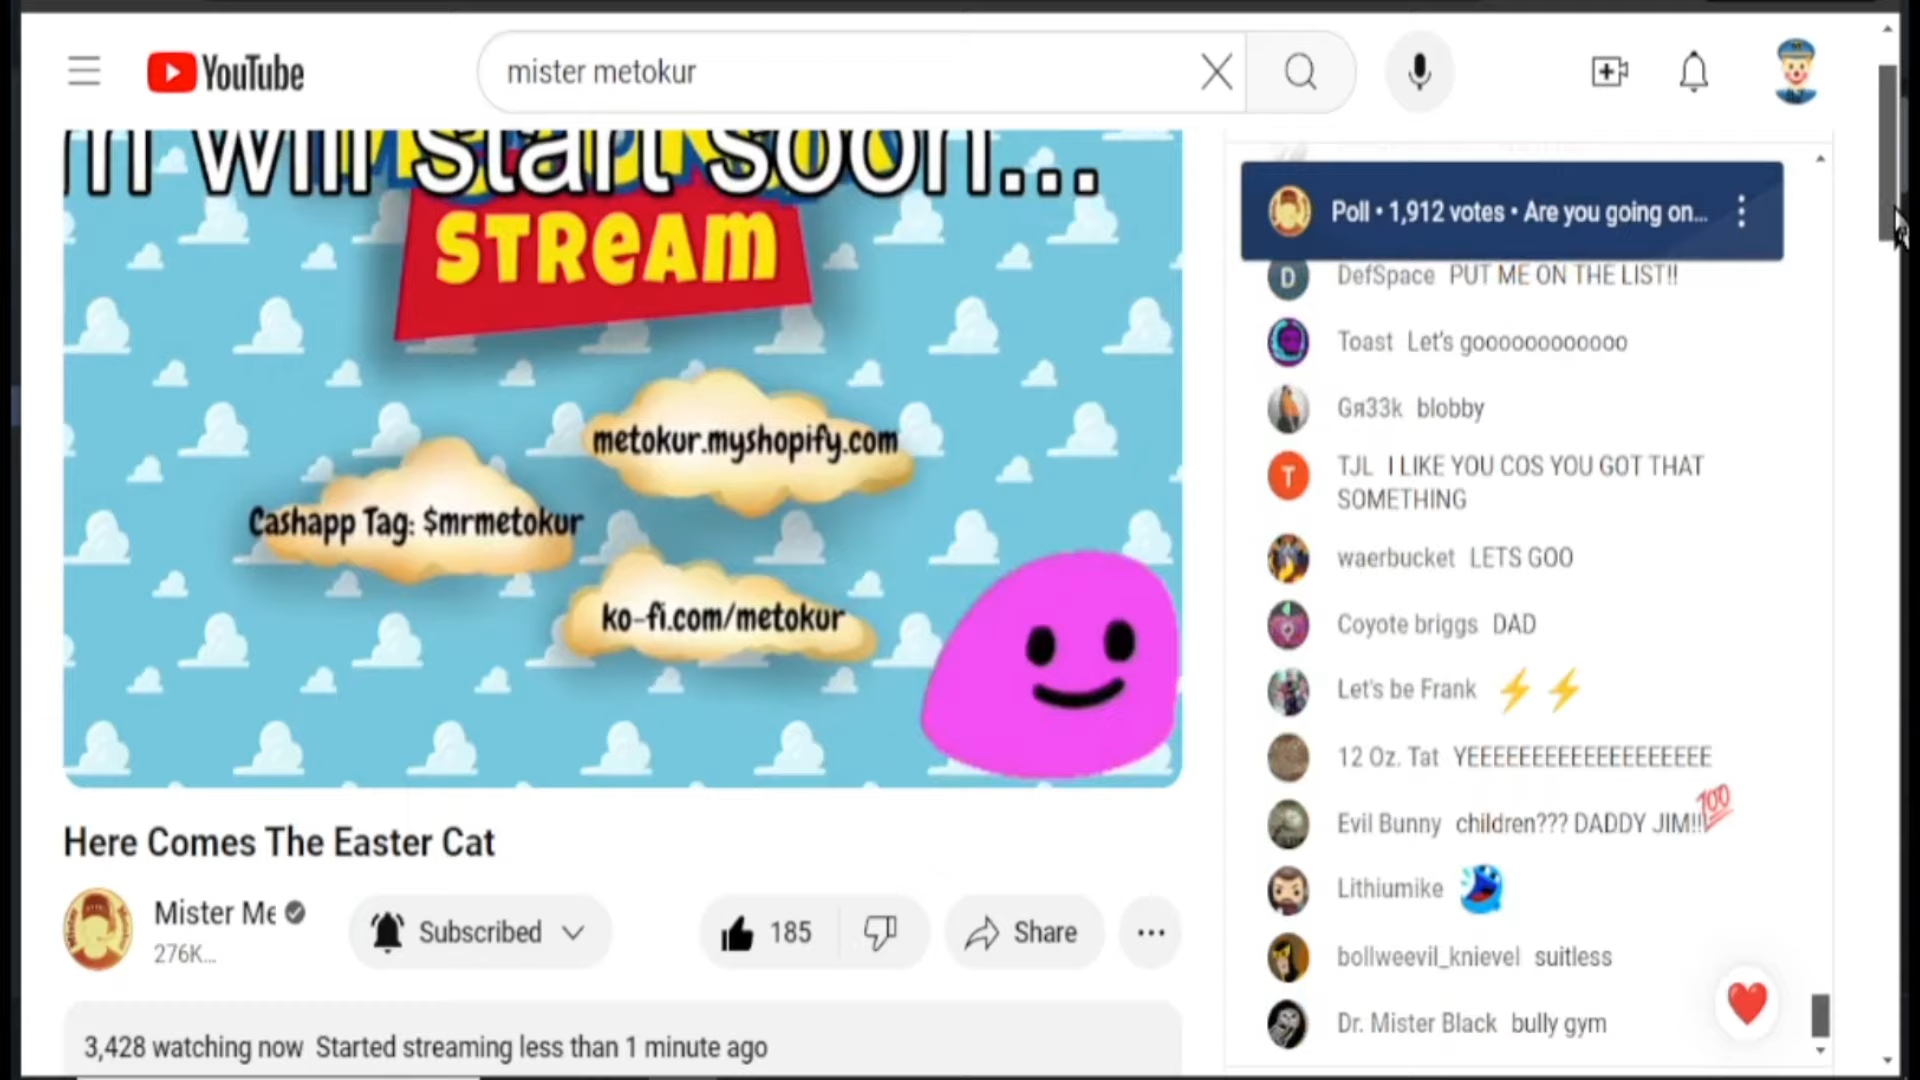 YouTube
mister metokur
m will start soon...
STREAM
metokur.myshopify.com
Cashapp Tag: $mrmetokur
ko-fi.com/metokur
Here Comes The Easter Cat
Mister Me
276K...
Subscribed
185
Share
3,428 watching now Started streaming less than 1 minute ago
Poll • 1,912 votes • Are you going on...
D
DefSpace PUT ME ON THE LIST!!
Toast Let's goooooooooooo
Gя33k blobby
T
TJL I LIKE YOU COS YOU GOT THAT
SOMETHING
waerbucket LETS GOO
Coyote briggs DAD
Let's be Frank ⚡ ⚡
12 Oz. Tat YEEEEEEEEEEEEEEEEEEE
Evil Bunny children??? DADDY JIM!!💯
Lithiumike
bollweevil_knievel suitless
Dr. Mister Black bully gym